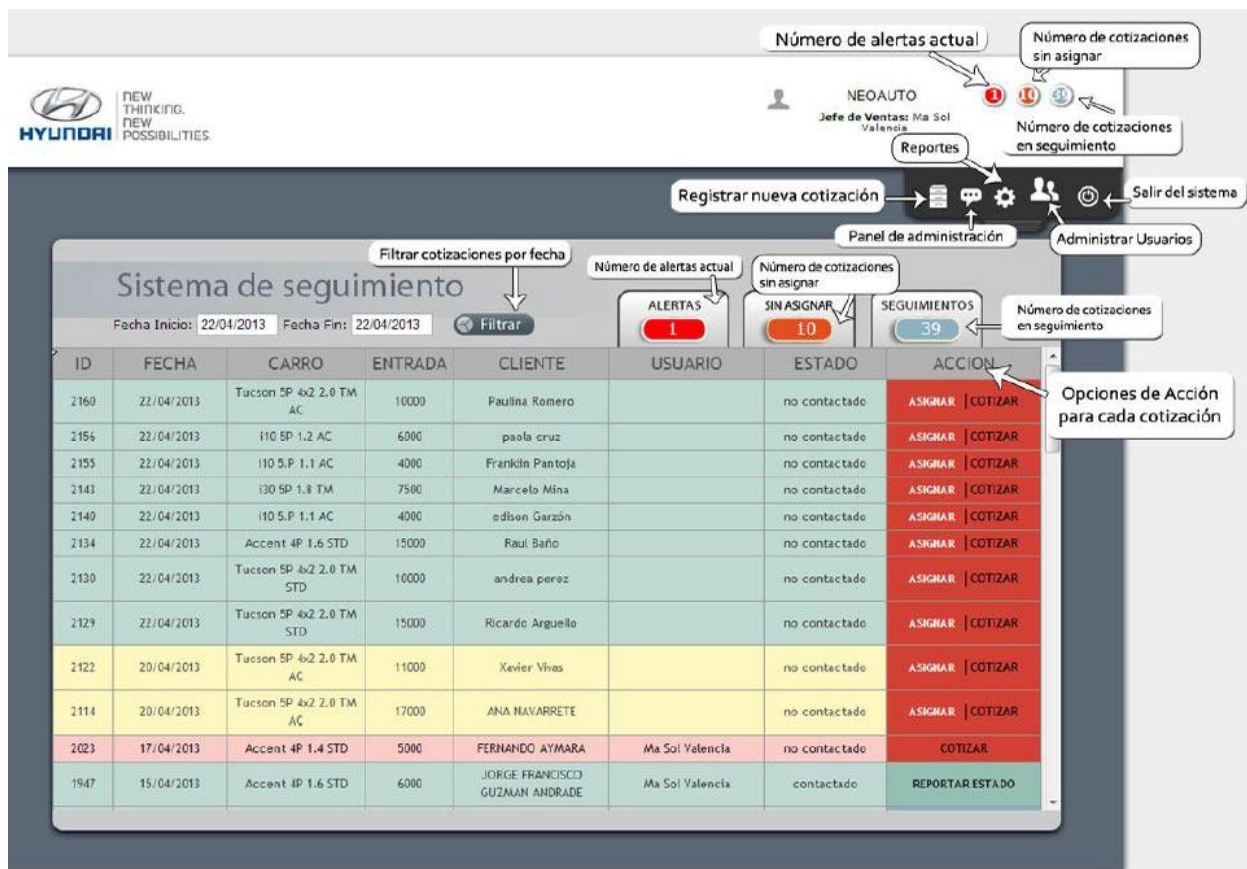 Número de alertas actual
Número de cotizaciones
sin asignar
HYUNDAI
NEW
THINKING.
NEW
POSSIBILITIES.
NEOAUTO
Jefe de Ventas: Ma Sol
Valencia
1
10
39
Número de cotizaciones
en seguimiento
Reportes
Registrar nueva cotización
Salir del sistema
Panel de administración
Administrar Usuarios
Filtrar cotizaciones por fecha
Número de alertas actual
Número de cotizaciones
sin asignar
Sistema de seguimiento
Fecha Inicio: 22/04/2013 Fecha Fin: 22/04/2013 Filtrar
ALERTAS
1
SIN ASIGNAR
10
SEGUIMIENTOS
39
Número de cotizaciones
en seguimiento
ID FECHA CARRO ENTRADA CLIENTE USUARIO ESTADO ACCION
Opciones de Acción
para cada cotización
2160 22/04/2013 Tucson 5P 4x2 2.0 TM AC 10000 Paulina Romero no contactado ASIGNAR | COTIZAR
2156 22/04/2013 i10 5P 1.2 AC 6000 paola cruz no contactado ASIGNAR | COTIZAR
2155 22/04/2013 i10 5.P 1.1 AC 4000 Franklin Pantoja no contactado ASIGNAR | COTIZAR
2143 22/04/2013 i30 5P 1.8 TM 7500 Marcelo Mina no contactado ASIGNAR | COTIZAR
2140 22/04/2013 i10 5.P 1.1 AC 4000 edison Garzón no contactado ASIGNAR | COTIZAR
2134 22/04/2013 Accent 4P 1.6 STD 15000 Raul Baño no contactado ASIGNAR | COTIZAR
2130 22/04/2013 Tucson 5P 4x2 2.0 TM STD 10000 andrea perez no contactado ASIGNAR | COTIZAR
2129 22/04/2013 Tucson 5P 4x2 2.0 TM STD 15000 Ricardo Arguello no contactado ASIGNAR | COTIZAR
2122 20/04/2013 Tucson 5P 4x2 2.0 TM AC 11000 Xavier Vivas no contactado ASIGNAR | COTIZAR
2114 20/04/2013 Tucson 5P 4x2 2.0 TM AC 17000 ANA NAVARRETE no contactado ASIGNAR | COTIZAR
2023 17/04/2013 Accent 4P 1.4 STD 5000 FERNANDO AYMARA Ma Sol Valencia no contactado COTIZAR
1947 15/04/2013 Accent 4P 1.6 STD 6000 JORGE FRANCISCO GUZMAN ANDRADE Ma Sol Valencia contactado REPORTAR ESTADO